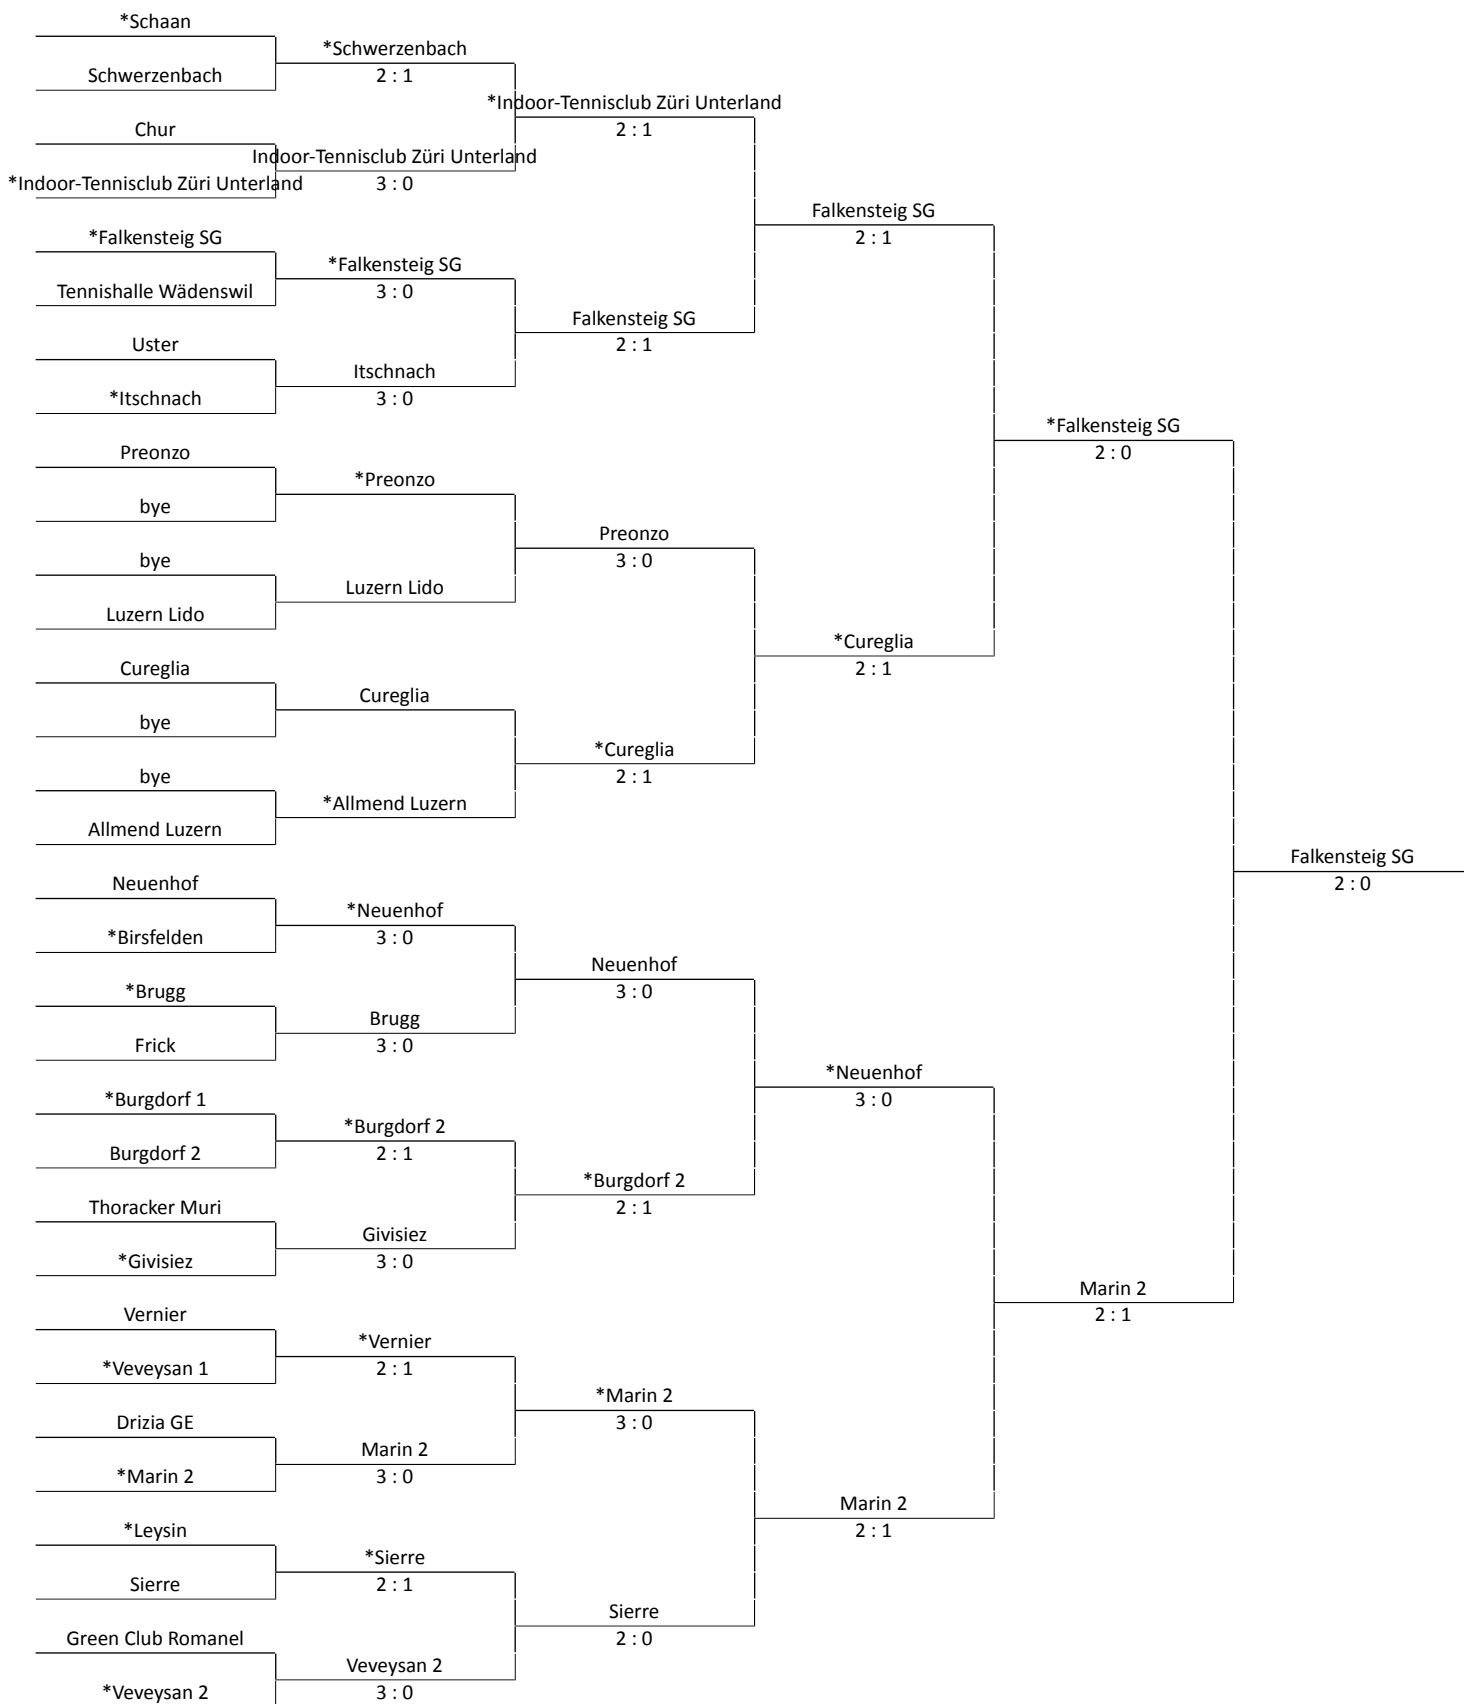 *Schaan
*Schwerzenbach
Schwerzenbach
2 : 1
*Indoor-Tennisclub Züri Unterland
Chur
2 : 1
Indoor-Tennisclub Züri Unterland
*Indoor-Tennisclub Züri Unterland
3 : 0
Falkensteig SG
*Falkensteig SG
2 : 1
*Falkensteig SG
Tennishalle Wädenswil
3 : 0
Falkensteig SG
Uster
2 : 1
Itschnach
*Itschnach
3 : 0
*Falkensteig SG
Preonzo
2 : 0
*Preonzo
bye
Preonzo
bye
3 : 0
Luzern Lido
Luzern Lido
*Cureglia
Cureglia
2 : 1
Cureglia
bye
*Cureglia
bye
2 : 1
*Allmend Luzern
Allmend Luzern
Falkensteig SG
Neuenhof
2 : 0
*Neuenhof
*Birsfelden
3 : 0
Neuenhof
*Brugg
3 : 0
Brugg
Frick
3 : 0
*Neuenhof
*Burgdorf 1
3 : 0
*Burgdorf 2
Burgdorf 2
2 : 1
*Burgdorf 2
Thoracker Muri
2 : 1
Givisiez
*Givisiez
3 : 0
Marin 2
Vernier
2 : 1
*Vernier
*Veveysan 1
2 : 1
*Marin 2
Drizia GE
3 : 0
Marin 2
*Marin 2
3 : 0
Marin 2
*Leysin
2 : 1
*Sierre
Sierre
2 : 1
Sierre
Green Club Romanel
2 : 0
Veveysan 2
*Veveysan 2
3 : 0